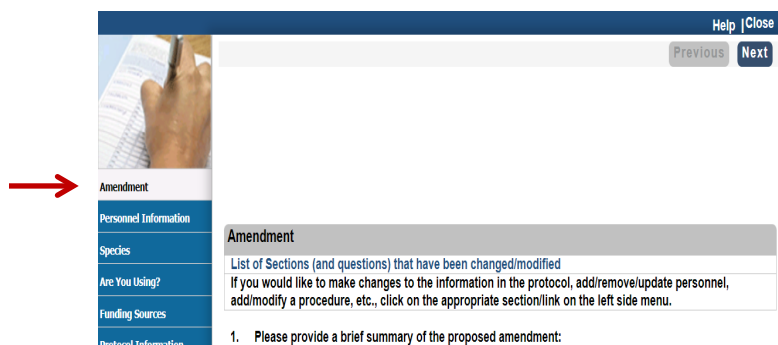 Help | Close
Previous Next
Amendment
Personnel Information
Species
Are You Using?
Funding Sources
Protocol Information
Amendment
List of Sections (and questions) that have been changed/modified
If you would like to make changes to the information in the protocol, add/remove/update personnel,
add/modify a procedure, etc., click on the appropriate section/link on the left side menu.
1. Please provide a brief summary of the proposed amendment: